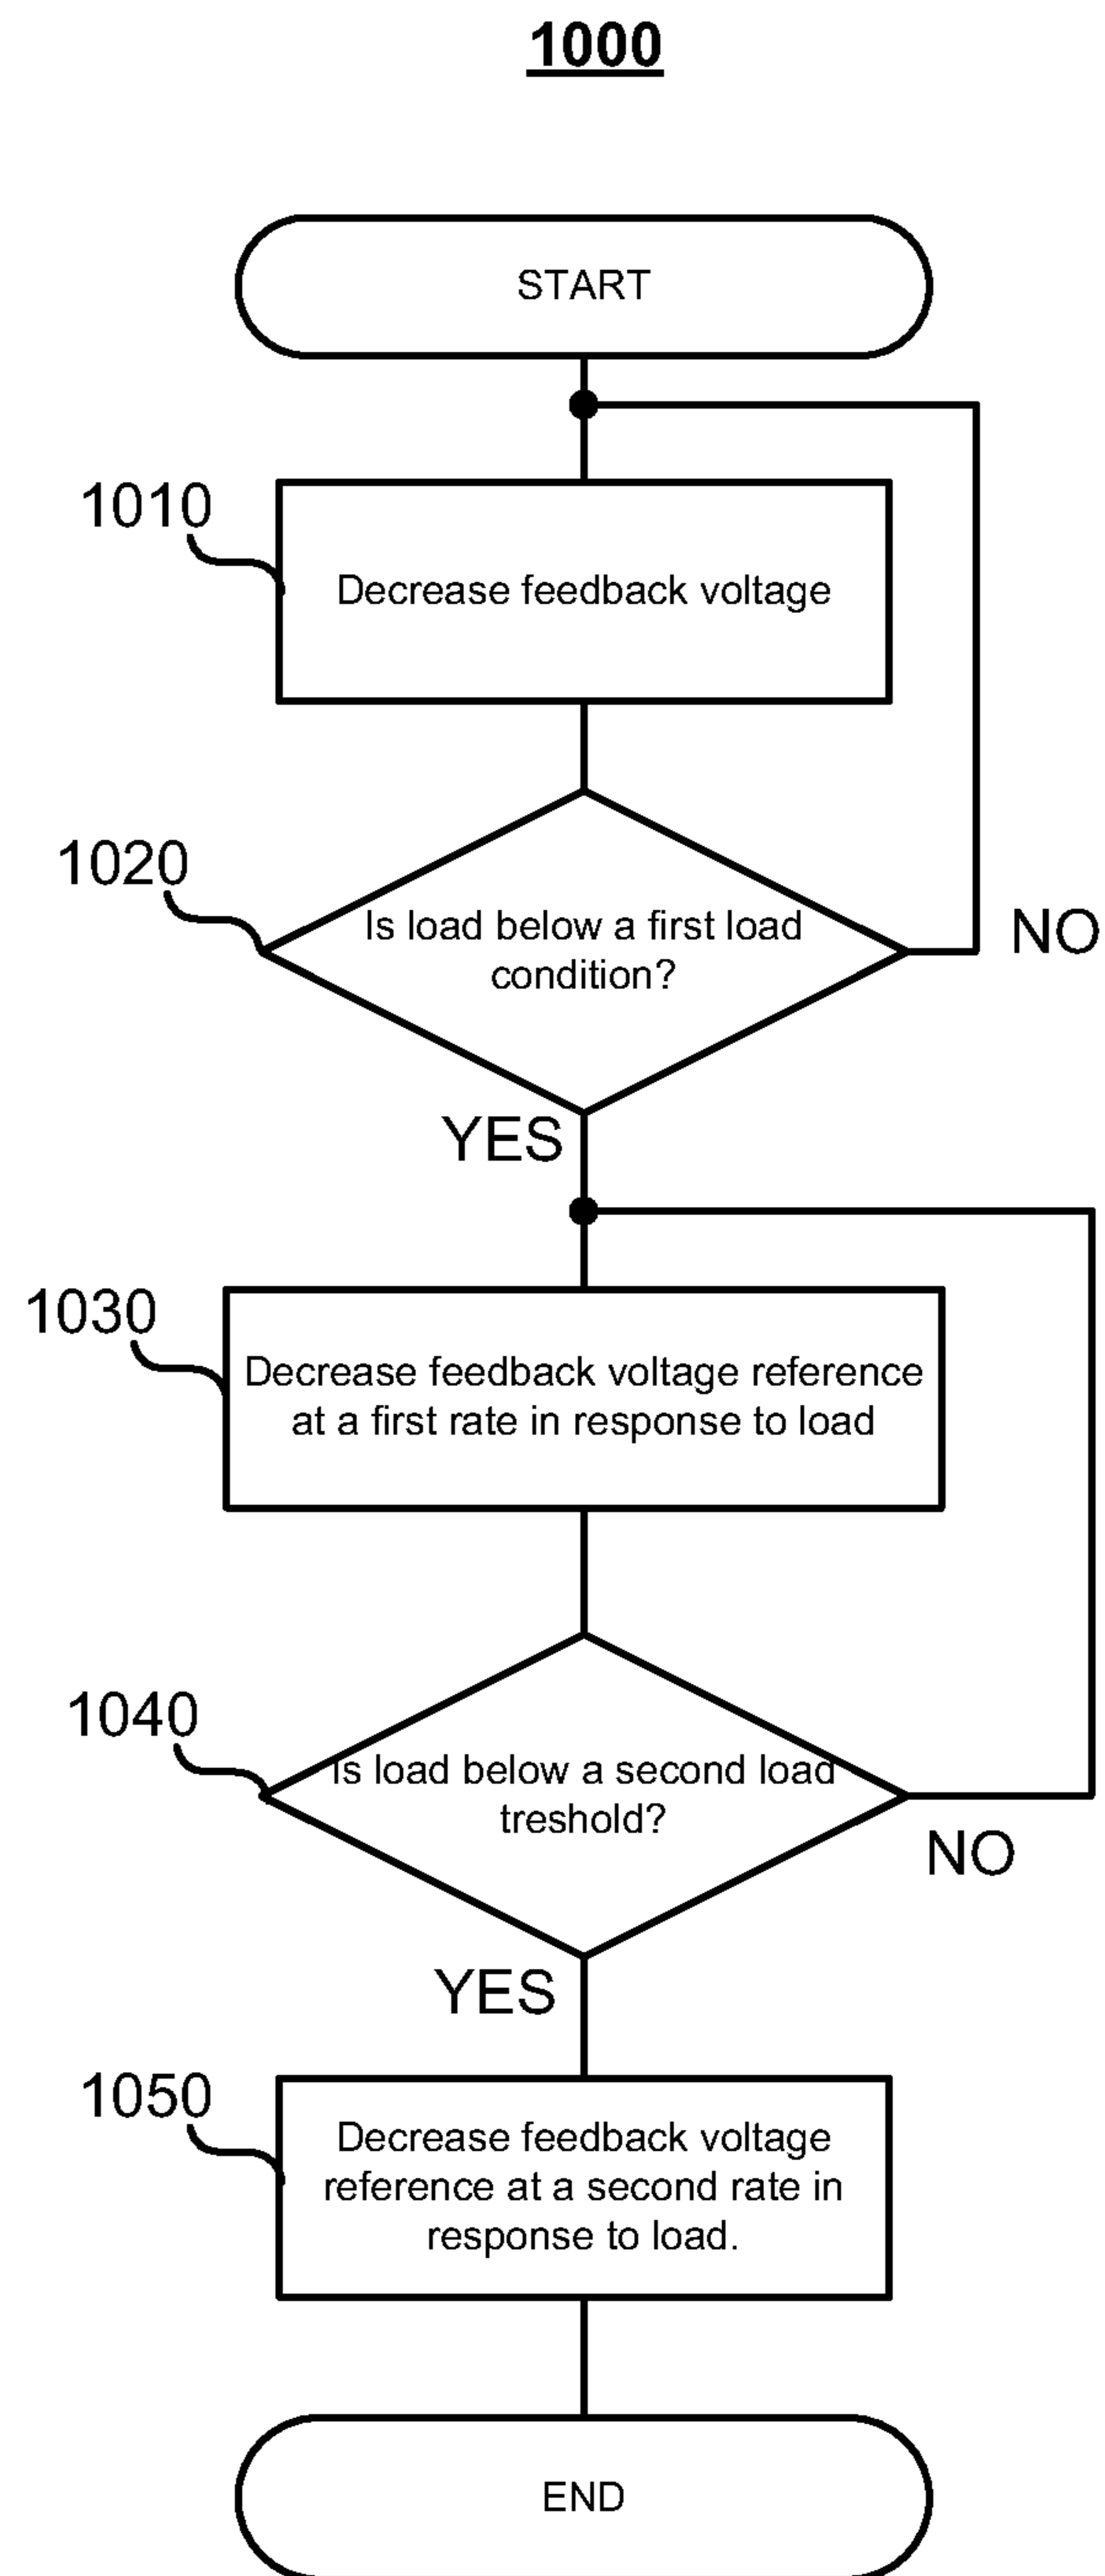 1000
START
1010
Decrease feedback voltage
1020
Is load below a first load
condition?
NO
YES
1030
Decrease feedback voltage reference
at a first rate in response to load
1040
Is load below a second load
treshold?
NO
YES
1050
Decrease feedback voltage
reference at a second rate in
response to load.
END